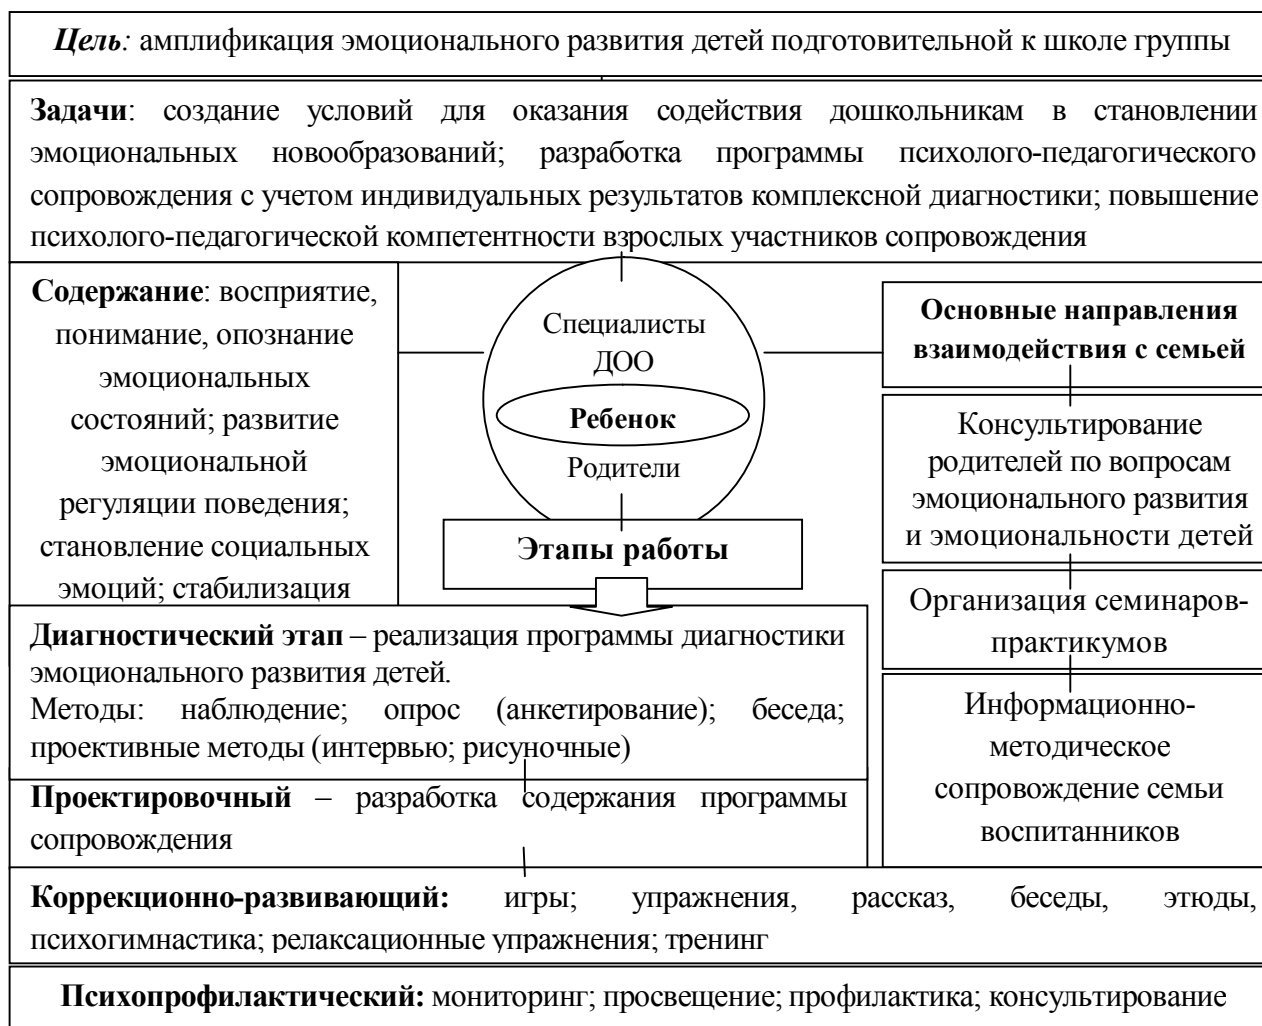 Цель: амплификация эмоционального развития детей подготовительной к школе группы
Задачи: создание условий для оказания содействия дошкольникам в становлении
эмоциональных новообразований; разработка программы психолого-педагогического
сопровождения с учетом индивидуальных результатов комплексной диагностики; повышение
психолого-педагогической компетентности взрослых участников сопровождения
Содержание: восприятие,
понимание, опознание
эмоциональных
состояний; развитие
эмоциональной
регуляции поведения;
становление социальных
эмоций; стабилизация
Специалисты
ДОО
Ребенок
Родители
Этапы работы
Основные направления
взаимодействия с семьей
Консультирование
родителей по вопросам
эмоционального развития
и эмоциональности детей
Организация семинаров-
практикумов
Информационно-
методическое
сопровождение семьи
воспитанников
Диагностический этап – реализация программы диагностики
эмоционального развития детей.
Методы: наблюдение; опрос (анкетирование); беседа;
проективные методы (интервью; рисуночные)
Проектировочный – разработка содержания программы
сопровождения
Коррекционно-развивающий: игры; упражнения, рассказ, беседы, этюды,
психогимнастика; релаксационные упражнения; тренинг
Психопрофилактический: мониторинг; просвещение; профилактика; консультирование